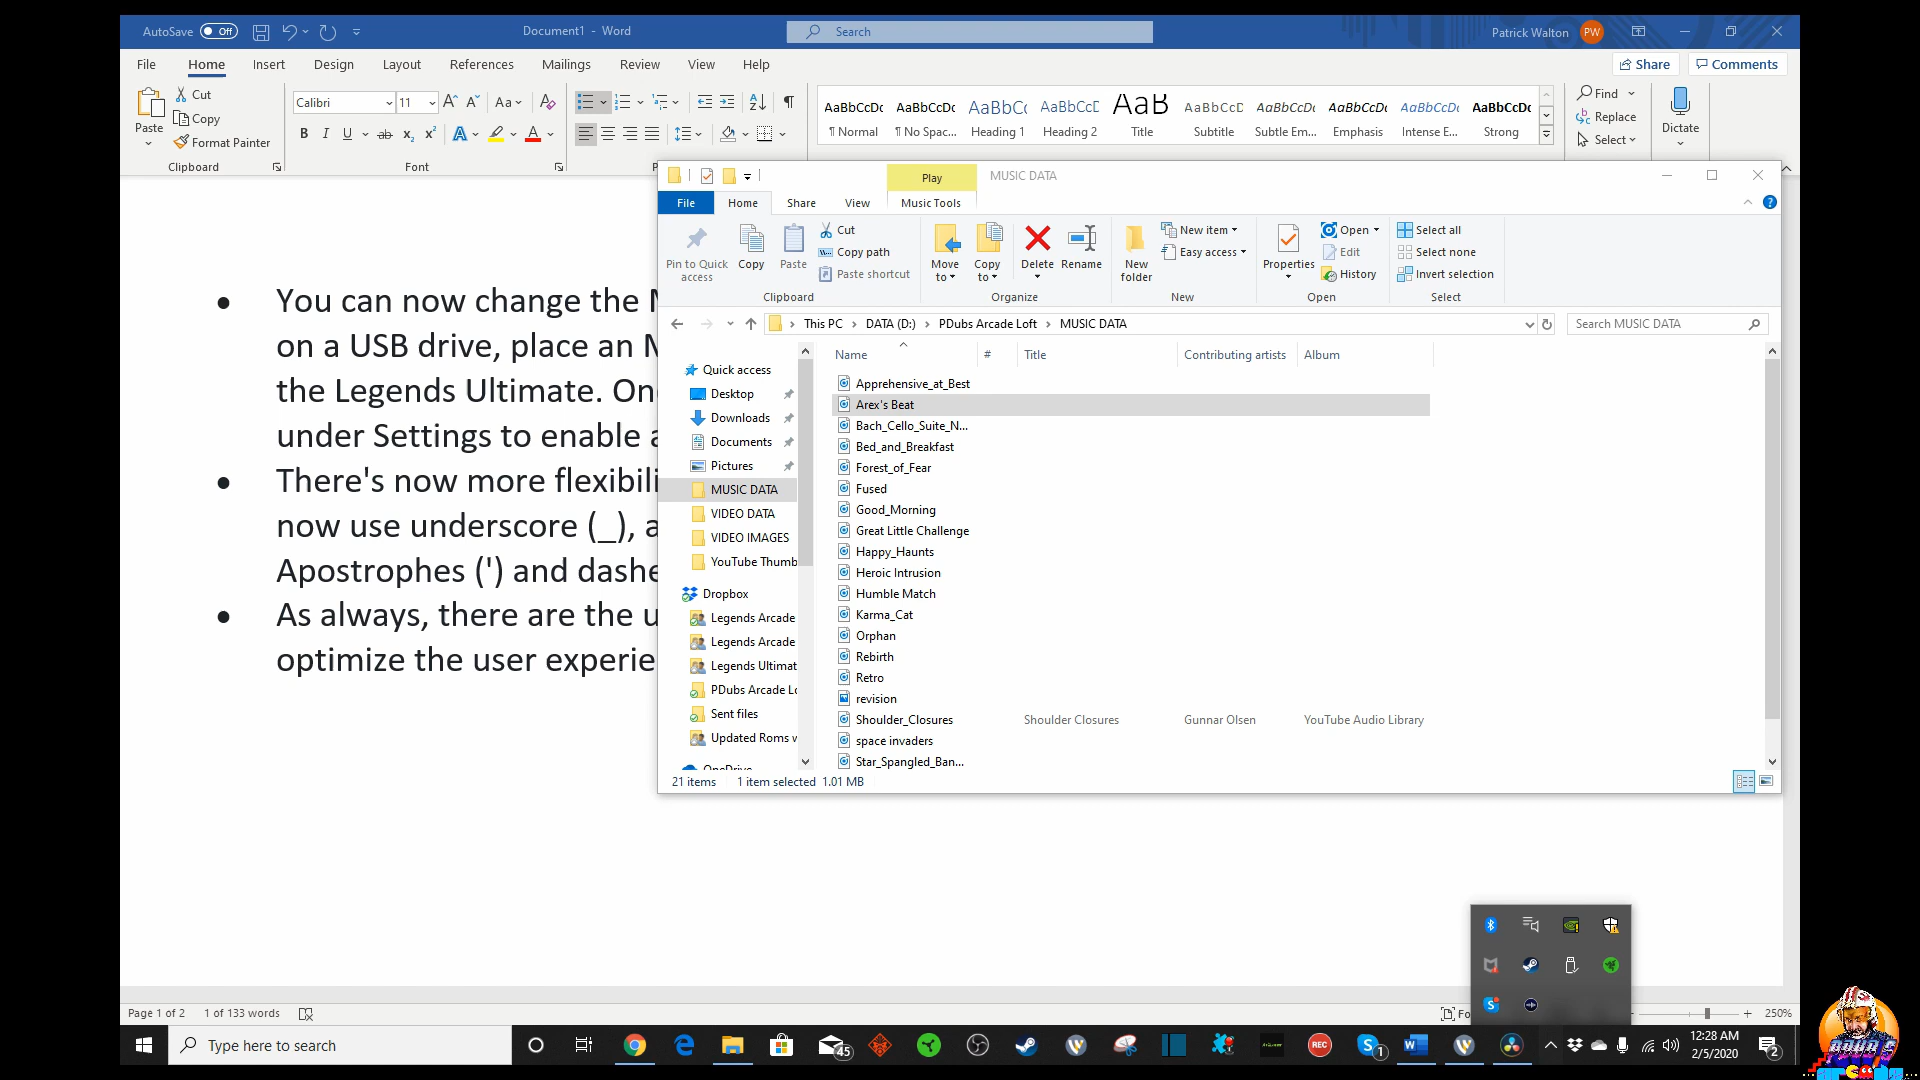 AutoSave Off
Document1 - Word
Search
Patrick Walton PW
File Home Insert Design Layout References Mailings Review View Help
Share Comments
Paste
Cut
Copy
Format Painter
Clipboard
Calibri 11
Font
AaBbCcDc AaBbCcDc AaBbC( AaBbCcE AaB AaBbCcD AaBbCcDc AaBbCcDc AaBbCcDc AaBbCcDc
¶ Normal ¶ No Spac... Heading 1 Heading 2 Title Subtitle Subtle Em... Emphasis Intense E... Strong
Find
Replace
Select
Dictate
• You can now change the M
on a USB drive, place an M
the Legends Ultimate. On
under Settings to enable a
• There's now more flexibili
now use underscore (_), a
Apostrophes (') and dashe
• As always, there are the u
optimize the user experie
Play
MUSIC DATA
File Home Share View Music Tools
Pin to Quick access
Copy
Paste
Cut
Copy path
Paste shortcut
Clipboard
Move to
Copy to
Delete
Rename
Organize
New folder
New item
Easy access
New
Properties
Open
Edit
History
Open
Select all
Select none
Invert selection
Select
This PC > DATA (D:) > PDubs Arcade Loft > MUSIC DATA
Search MUSIC DATA
Quick access
Desktop
Downloads
Documents
Pictures
MUSIC DATA
VIDEO DATA
VIDEO IMAGES
YouTube Thumb
Dropbox
Legends Arcade
Legends Arcade
Legends Ultimat
PDubs Arcade Lo
Sent files
Updated Roms w
OneDrive
Name # Title Contributing artists Album
Apprehensive_at_Best
Arex's Beat
Bach_Cello_Suite_N...
Bed_and_Breakfast
Forest_of_Fear
Fused
Good_Morning
Great Little Challenge
Happy_Haunts
Heroic Intrusion
Humble Match
Karma_Cat
Orphan
Rebirth
Retro
revision
Shoulder_Closures Shoulder Closures Gunnar Olsen YouTube Audio Library
space invaders
Star_Spangled_Ban...
21 items 1 item selected 1.01 MB
Page 1 of 2 1 of 133 words
Fo
250%
Type here to search
45
REC
1
12:28 AM
2/5/2020
2